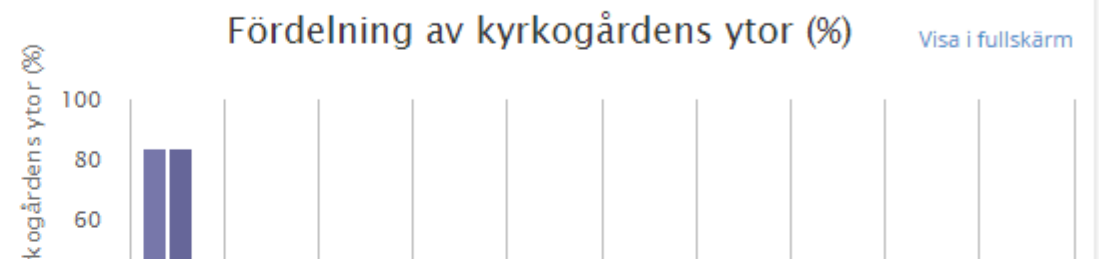 Fördelning av kyrkogårdens ytor (%)
Visa i fullskärm
kogårdens ytor (%)
100
80
60